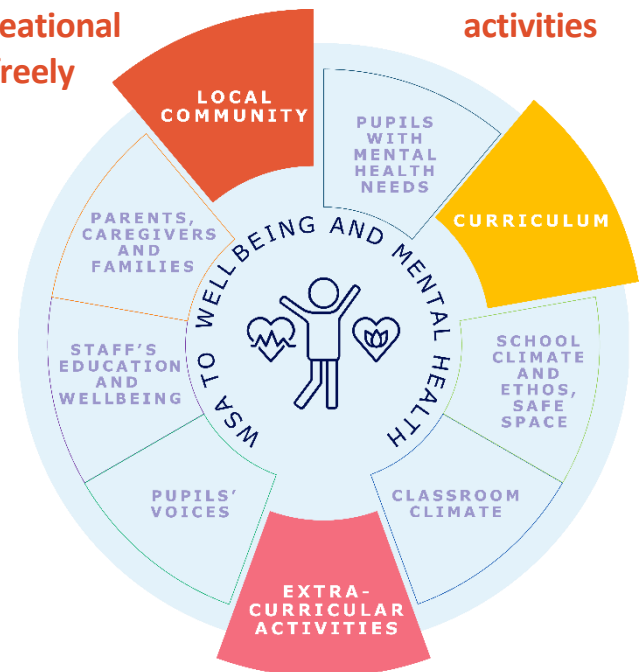 eational
activities
freely
LOCAL
COMMUNITY
PUPILS
WITH
MENTAL
HEALTH
NEEDS
CURRICULUM
SCHOOL
CLIMATE
AND
ETHOS,
SAFE
SPACE
CLASSROOM
CLIMATE
EXTRA-
CURRICULAR
ACTIVITIES
PUPILS'
VOICES
STAFF'S
EDUCATION
AND
WELLBEING
PARENTS,
CAREGIVERS
AND
FAMILIES
WSA TO WELLBEING AND MENTAL HEALTH